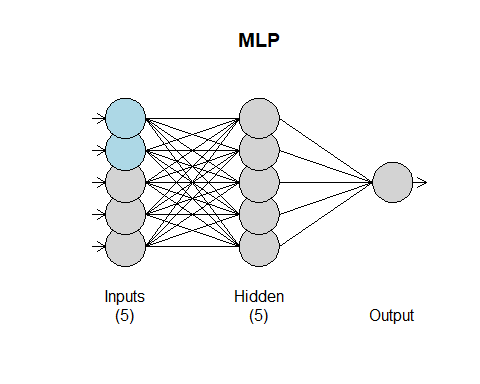 MLP
Inputs
(5)
Hidden
(5)
Output